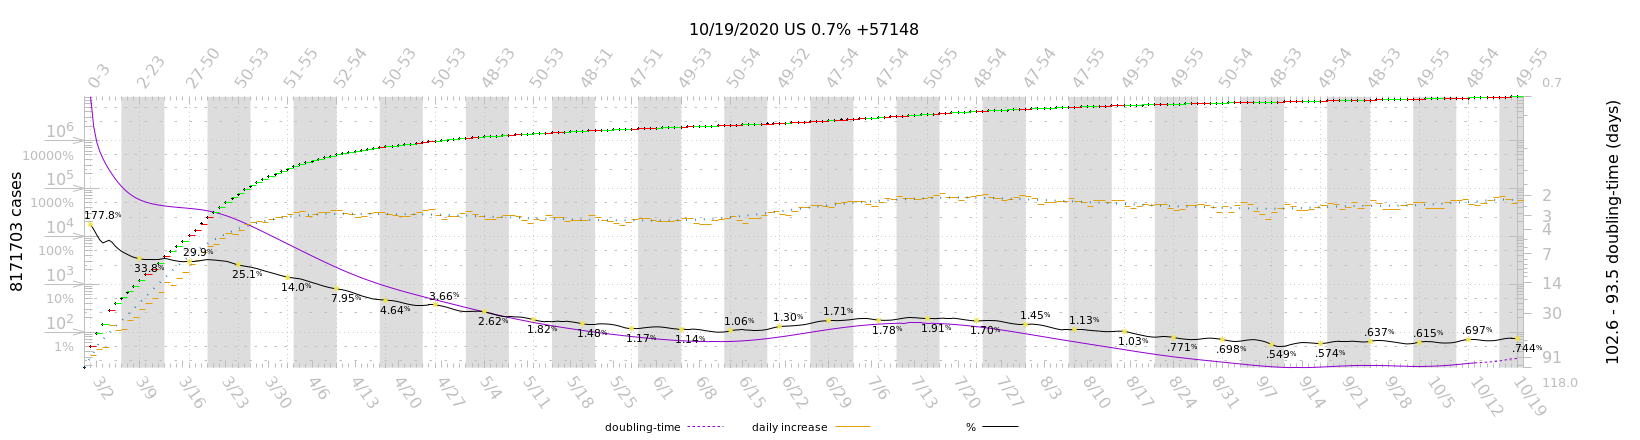 10/19/2020 US 0.7% +57148
0-3 2-23 27-50 50-53 51-53 52-54 50-53 50-53 48-53 50-53 48-51 47-51 49-53 50-54 49-52 47-54 47-54 50-55 48-54 47-54 47-55 49-53 49-55 50-54 48-53 49-54 48-53 49-55 48-54 49-55
8171703 cases
10⁶
10000%
10⁵
1000%
10⁴
100%
10³
10%
10²
1%
177.8% 33.8% 29.9% 25.1% 14.0% 7.95% 4.64% 3.66% 2.62% 1.82% 1.48% 1.17% 1.14% 1.06% 1.30% 1.71% 1.78% 1.91% 1.70% 1.45% 1.13% 1.03% .771% .698% .549% .574% .637% .615% .697% .744%
0.7
2
3
4
7
14
30
91
118.0
102.6 - 93.5 doubling-time (days)
3/2 3/9 3/16 3/23 3/30 4/6 4/13 4/20 4/27 5/4 5/11 5/18 5/25 6/1 6/8 6/15 6/22 6/29 7/6 7/13 7/20 7/27 8/3 8/10 8/17 8/24 8/31 9/7 9/14 9/21 9/28 10/5 10/12 10/19
doubling-time daily increase %